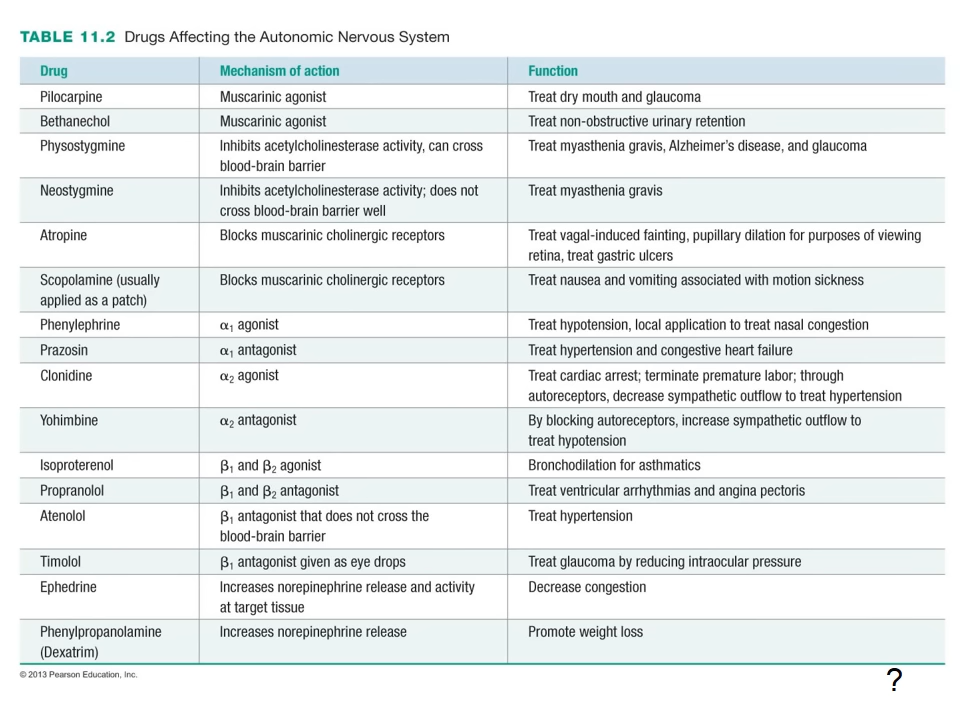 TABLE 11.2 Drugs Affecting the Autonomic Nervous System
Drug Mechanism of action Function
Pilocarpine Muscarinic agonist Treat dry mouth and glaucoma
Bethanechol Muscarinic agonist Treat non-obstructive urinary retention
Physostygmine Inhibits acetylcholinesterase activity, can cross Treat myasthenia gravis, Alzheimer's disease, and glaucoma
blood-brain barrier
Neostygmine Inhibits acetylcholinesterase activity; does not Treat myasthenia gravis
cross blood-brain barrier well
Atropine Blocks muscarinic cholinergic receptors Treat vagal-induced fainting, pupillary dilation for purposes of viewing
retina, treat gastric ulcers
Scopolamine (usually Blocks muscarinic cholinergic receptors Treat nausea and vomiting associated with motion sickness
applied as a patch)
Phenylephrine α₁ agonist Treat hypotension, local application to treat nasal congestion
Prazosin α₁ antagonist Treat hypertension and congestive heart failure
Clonidine α₂ agonist Treat cardiac arrest; terminate premature labor; through
autoreceptors, decrease sympathetic outflow to treat hypertension
Yohimbine α₂ antagonist By blocking autoreceptors, increase sympathetic outflow to
treat hypotension
Isoproterenol β₁ and β₂ agonist Bronchodilation for asthmatics
Propranolol β₁ and β₂ antagonist Treat ventricular arrhythmias and angina pectoris
Atenolol β₁ antagonist that does not cross the Treat hypertension
blood-brain barrier
Timolol β₁ antagonist given as eye drops Treat glaucoma by reducing intraocular pressure
Ephedrine Increases norepinephrine release and activity Decrease congestion
at target tissue
Phenylpropanolamine Increases norepinephrine release Promote weight loss
(Dexatrim)
© 2013 Pearson Education, Inc.
?